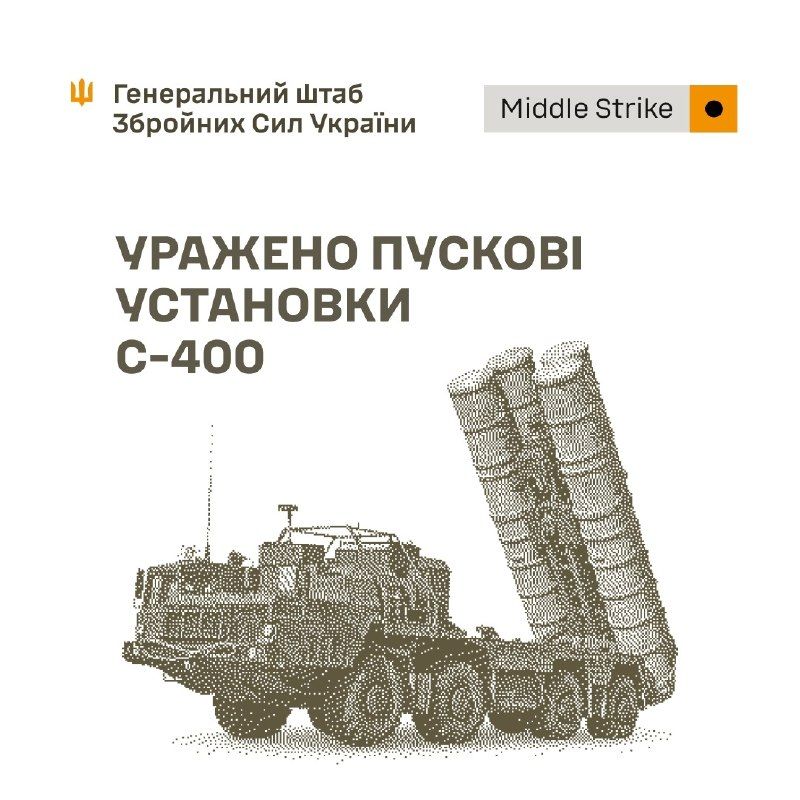 Генеральний Штаб
Збройних Сил України
Middle Strike
УРАЖЕНО ПУСКОВІ
УСТАНОВКИ
С-400